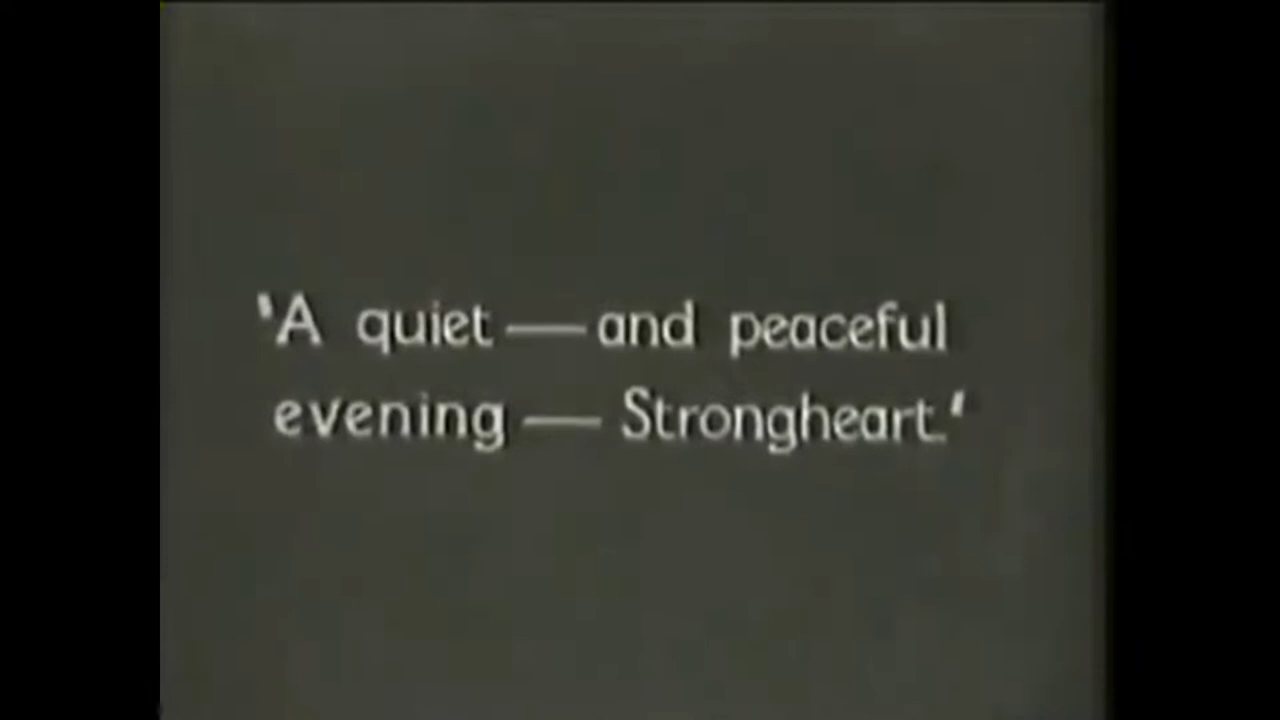 'A quiet — and peaceful
evening — Strongheart.'